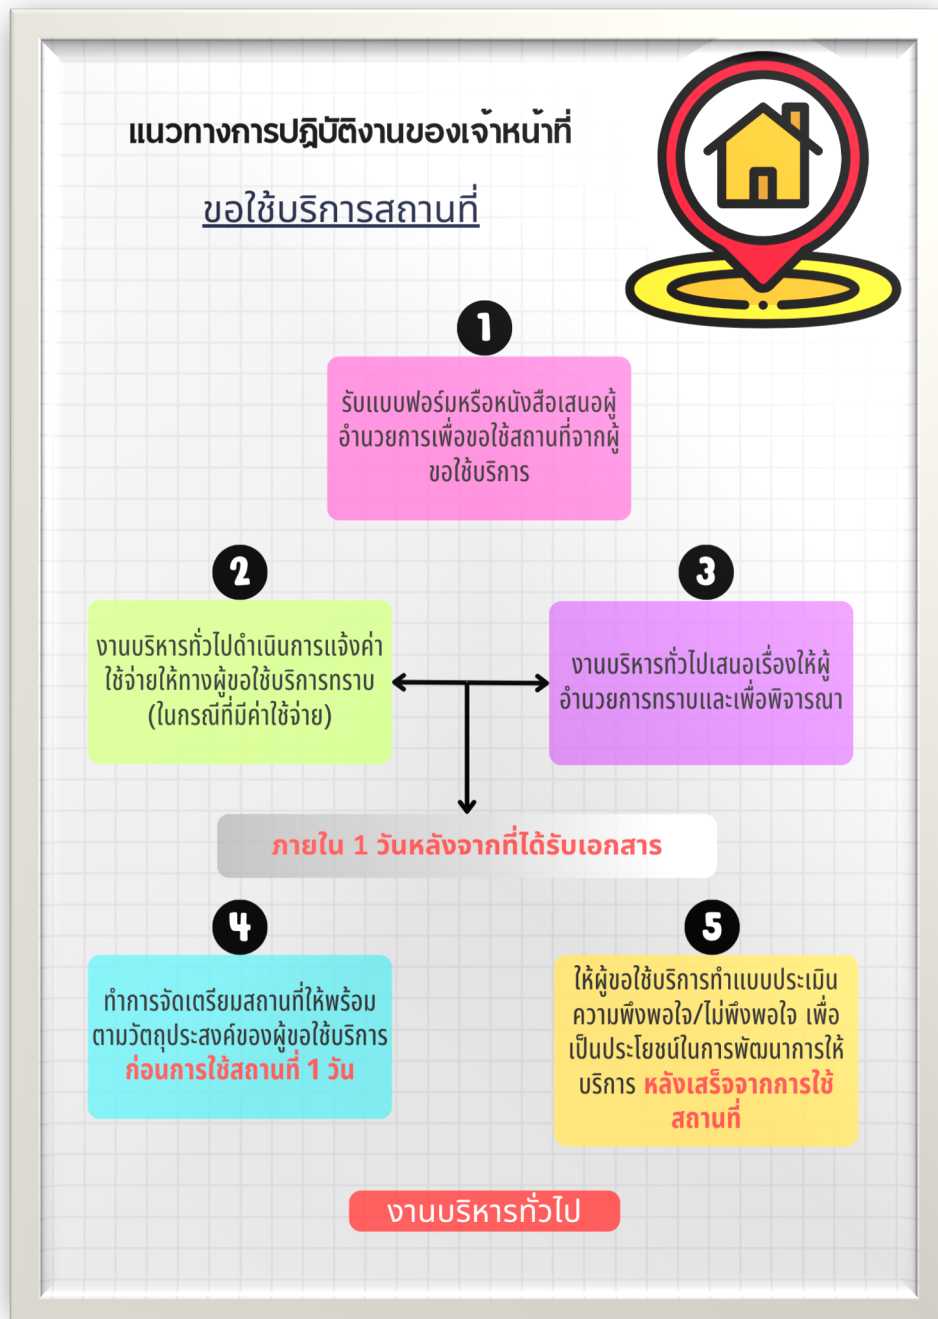 แนวทางการปฏิบัติงานของเจ้าหน้าที่
ขอใช้บริการสถานที่
1
รับแบบฟอร์มหรือหนังสือเสนอผู้
อำนวยการเพื่อขอใช้สถานที่จากผู้
ขอใช้บริการ
2
งานบริหารทั่วไปดำเนินการแจ้งค่า
ใช้จ่ายให้ทางผู้ขอใช้บริการทราบ
(ในกรณีที่มีค่าใช้จ่าย)
3
งานบริหารทั่วไปเสนอเรื่องให้ผู้
อำนวยการทราบและเพื่อพิจารณา
ภายใน 1 วันหลังจากที่ได้รับเอกสาร
4
ทำการจัดเตรียมสถานที่ให้พร้อม
ตามวัตถุประสงค์ของผู้ขอใช้บริการ
ก่อนการใช้สถานที่ 1 วัน
5
ให้ผู้ขอใช้บริการทำแบบประเมิน
ความพึงพอใจ/ไม่พึงพอใจ เพื่อ
เป็นประโยชน์ในการพัฒนาการให้
บริการ หลังเสร็จจากการใช้
สถานที่
งานบริหารทั่วไป